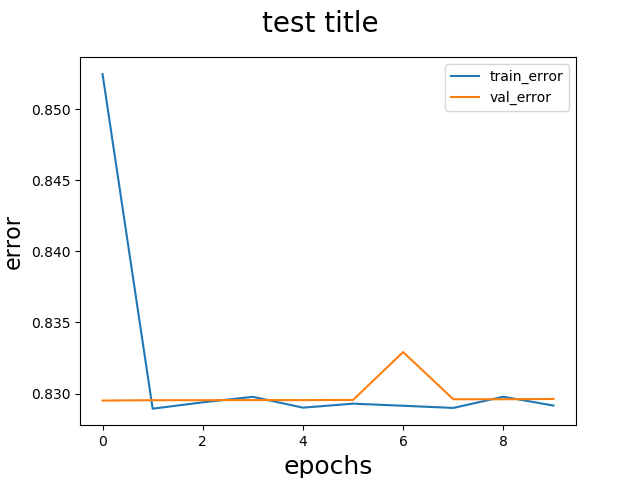 test title
train_error
val_error
0.850
0.845
0.840
0.835
0.830
error
0 2 4 6 8
epochs